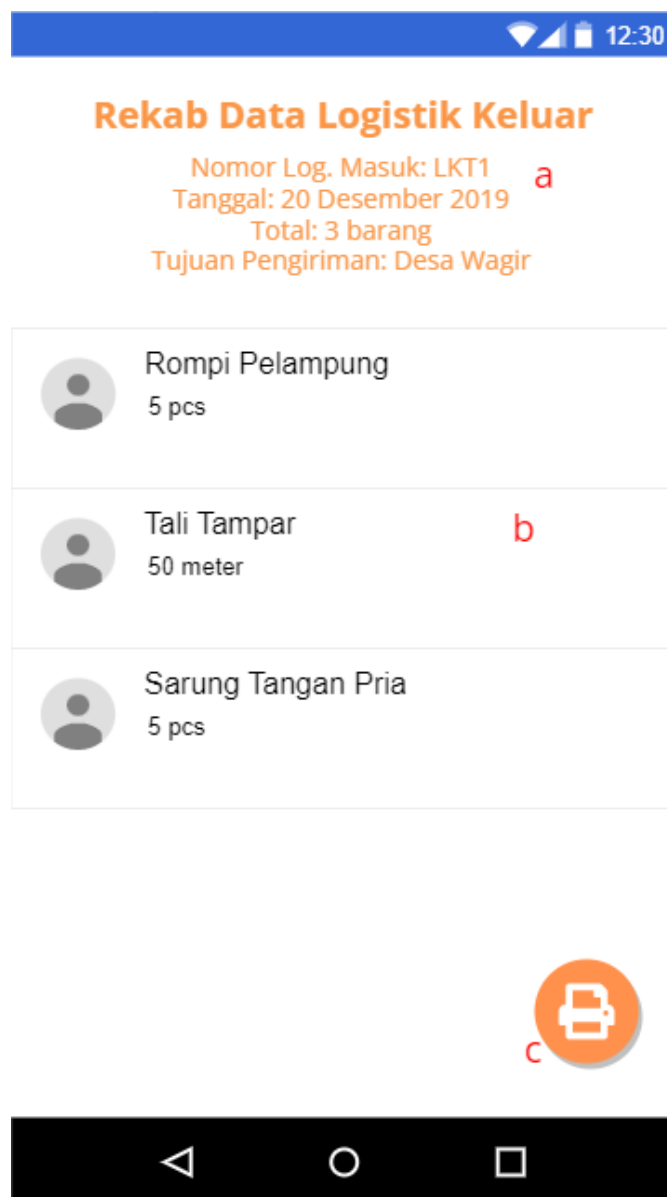 12:30
Rekab Data Logistik Keluar
Nomor Log. Masuk: LKT1
a
Tanggal: 20 Desember 2019
Total: 3 barang
Tujuan Pengiriman: Desa Wagir
Rompi Pelampung
5 pcs
Tali Tampar
b
50 meter
Sarung Tangan Pria
5 pcs
c